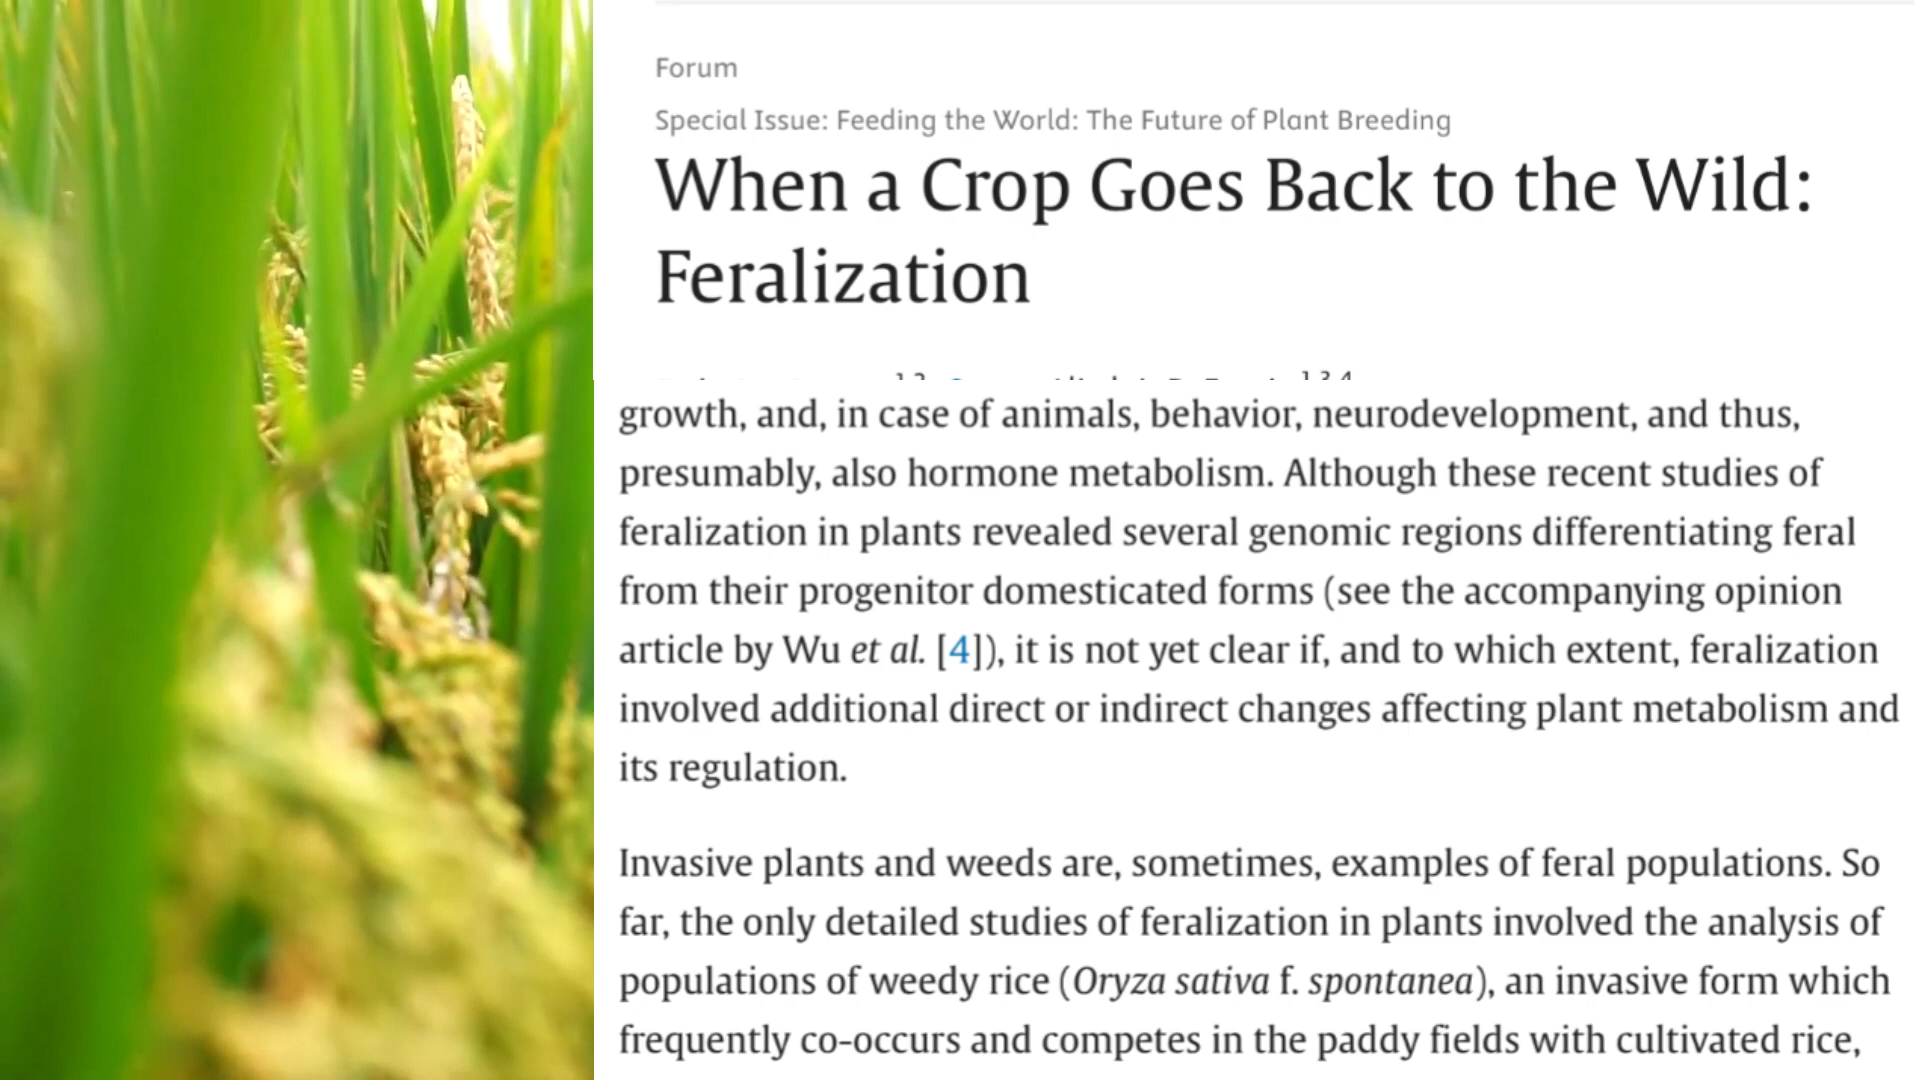 Forum
Special Issue: Feeding the World: The Future of Plant Breeding
When a Crop Goes Back to the Wild:
Feralization
growth, and, in case of animals, behavior, neurodevelopment, and thus,
presumably, also hormone metabolism. Although these recent studies of
feralization in plants revealed several genomic regions differentiating feral
from their progenitor domesticated forms (see the accompanying opinion
article by Wu et al. [4]), it is not yet clear if, and to which extent, feralization
involved additional direct or indirect changes affecting plant metabolism and
its regulation.
Invasive plants and weeds are, sometimes, examples of feral populations. So
far, the only detailed studies of feralization in plants involved the analysis of
populations of weedy rice (Oryza sativa f. spontanea), an invasive form which
frequently co-occurs and competes in the paddy fields with cultivated rice,